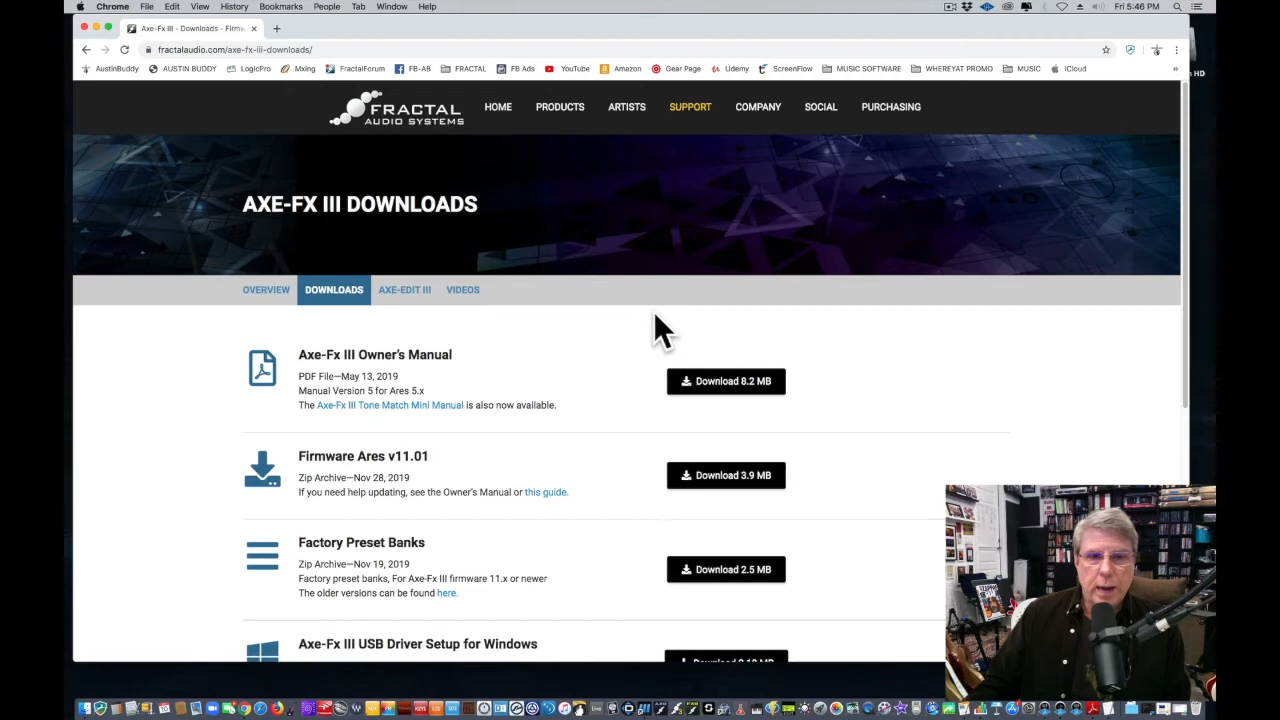 Chrome File Edit View History Bookmarks People Tab Window Help Fri 5:46 PM
Axe-Fx III - Downloads - Firmw
fractalaudio.com/axe-fx-iii-downloads/
AustinBuddy AUSTIN BUDDY LogicPro Mxing FractalForum FB-AB FRACTAL FB Ads YouTube Amazon Gear Page Udemy ScreenFlow MUSIC SOFTWARE WHEREYAT PROMO MUSIC iCloud
HD
FRACTAL
AUDIO SYSTEMS
HOME PRODUCTS ARTISTS SUPPORT COMPANY SOCIAL PURCHASING
AXE-FX III DOWNLOADS
OVERVIEW DOWNLOADS AXE-EDIT III VIDEOS
Axe-Fx III Owner's Manual
PDF File—May 13, 2019
Manual Version 5 for Ares 5.x
The Axe-Fx III Tone Match Mini Manual is also now available.
Download 8.2 MB
Firmware Ares v11.01
Zip Archive—Nov 28, 2019
If you need help updating, see the Owner's Manual or this guide.
Download 3.9 MB
Factory Preset Banks
Zip Archive—Nov 19, 2019
Factory preset banks, For Axe-Fx III firmware 11.x or newer
The older versions can be found here.
Download 2.5 MB
Axe-Fx III USB Driver Setup for Windows